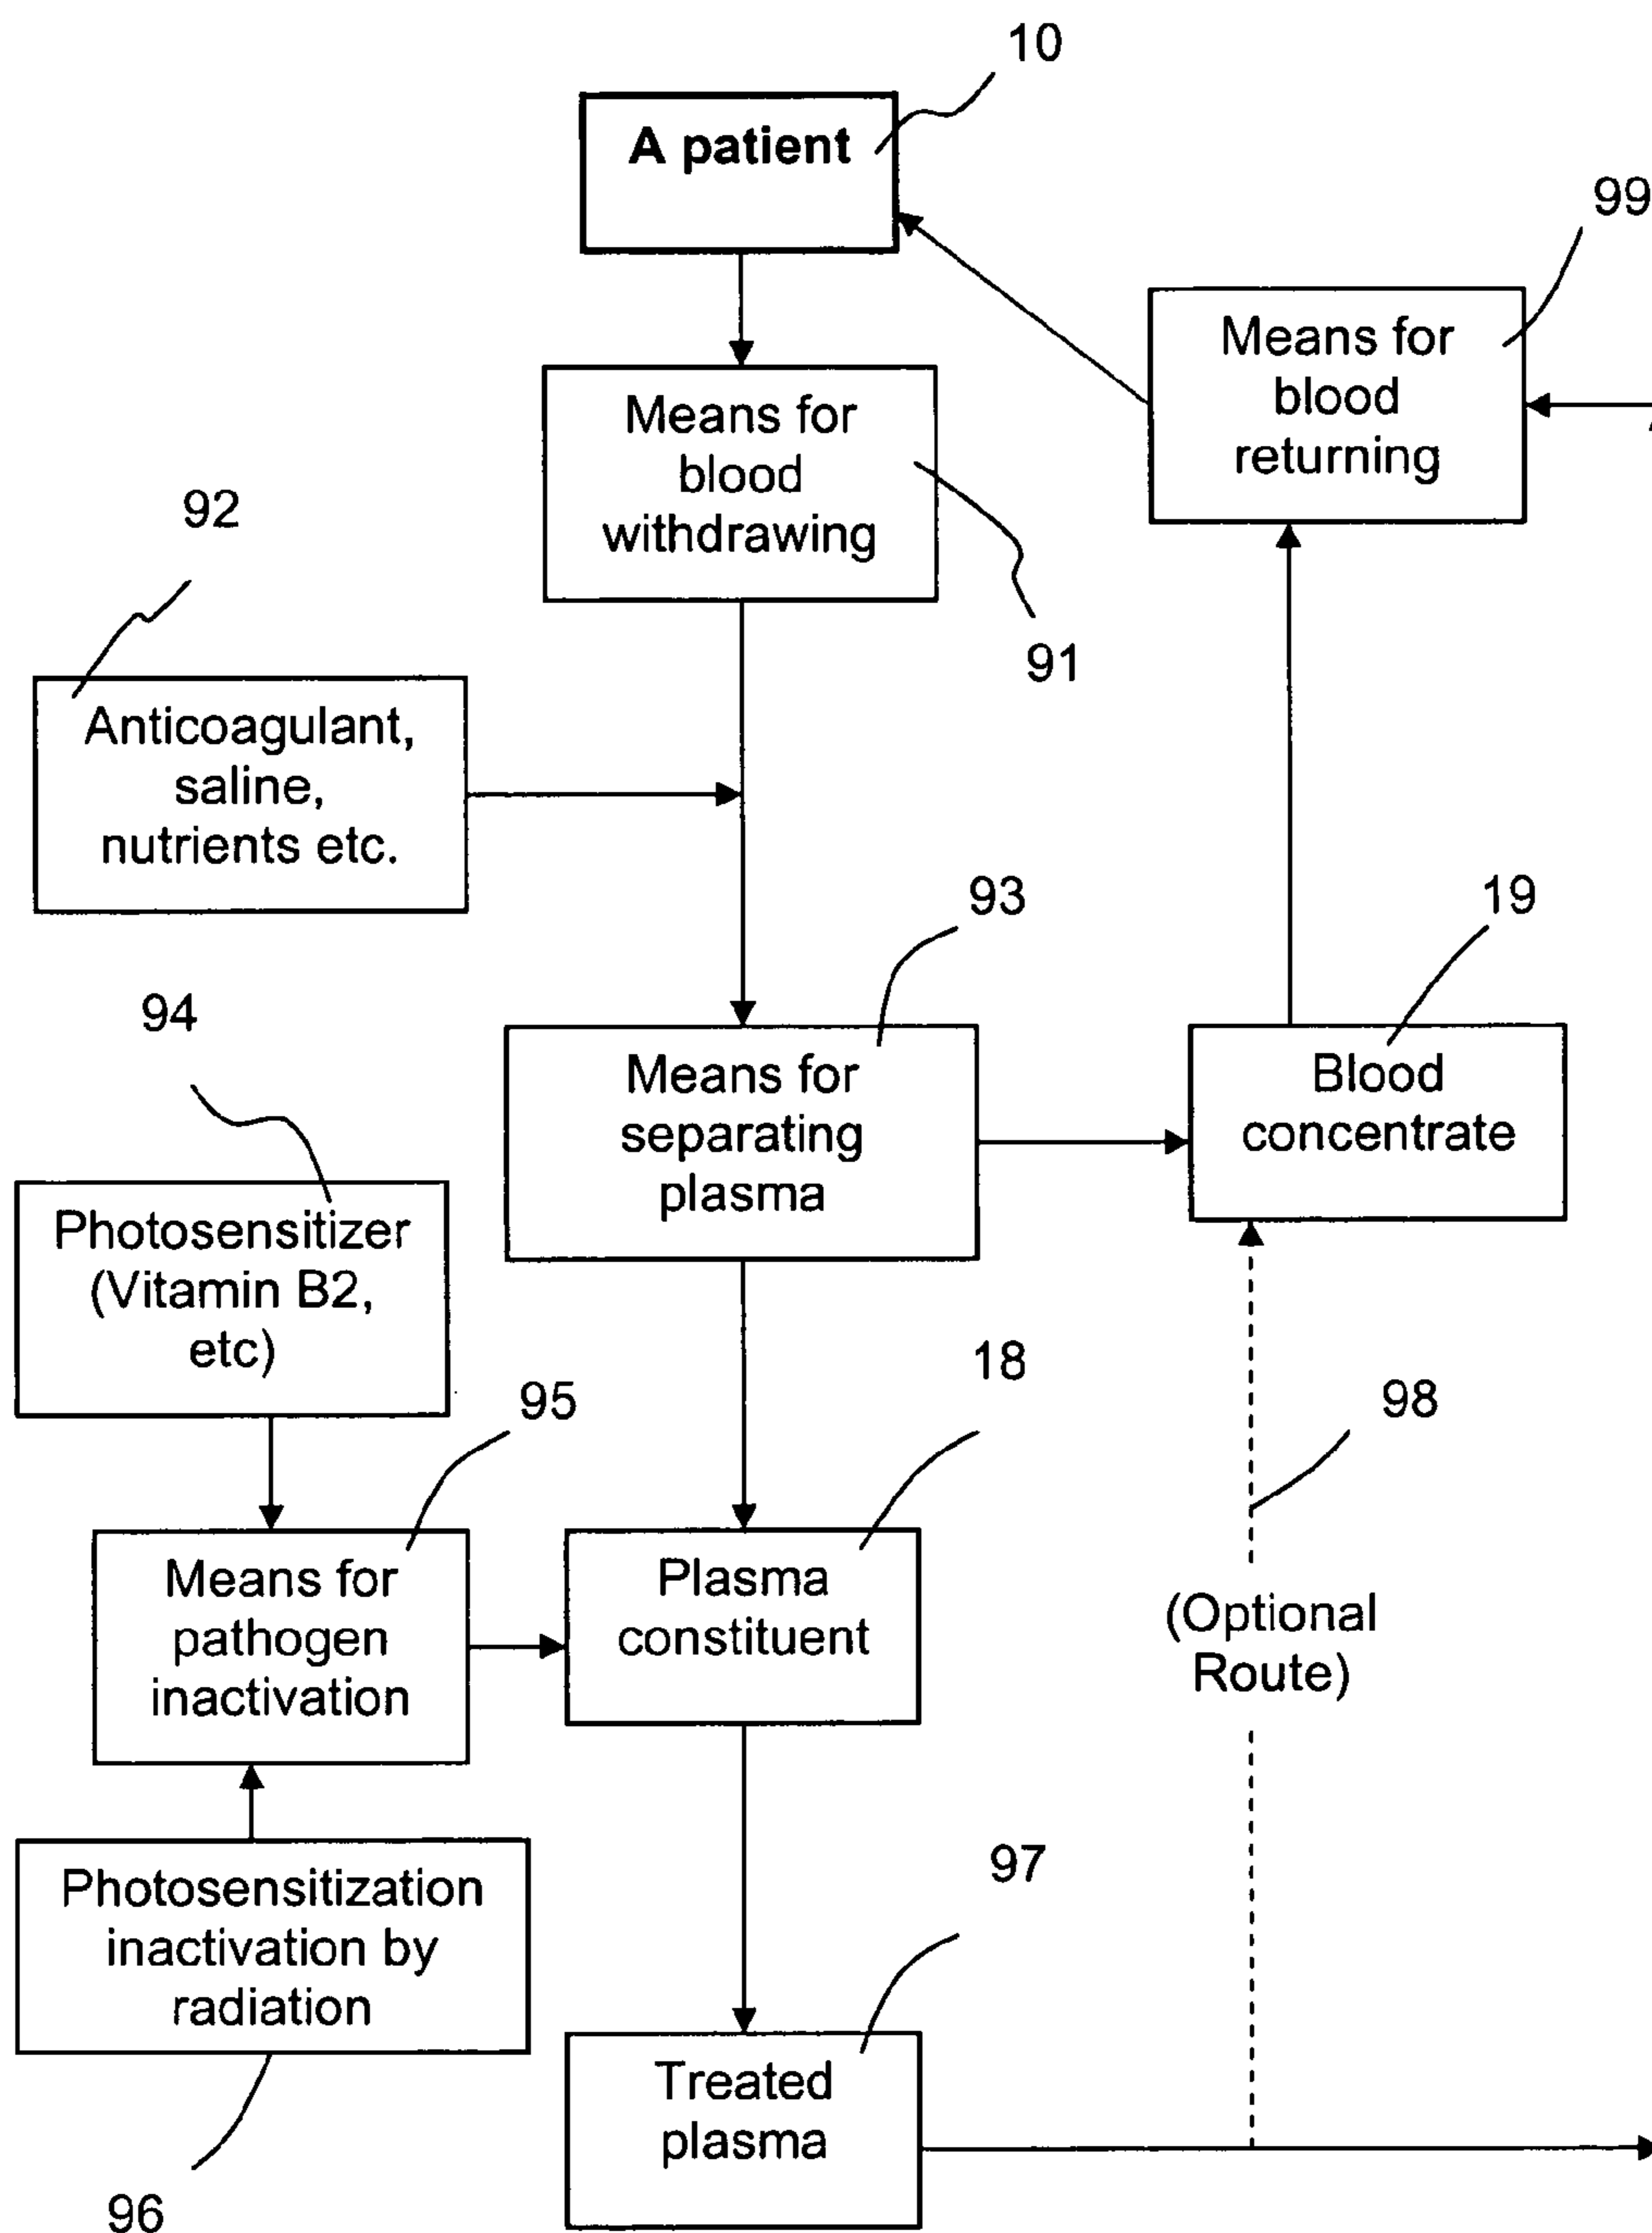 10
A patient
99
Means for
blood
returning
Means for
blood
withdrawing
92
91
Anticoagulant,
saline,
nutrients etc.
93
19
94
Means for
separating
plasma
Blood
concentrate
Photosensitizer
(Vitamin B2,
etc)
18
95
98
Means for
pathogen
inactivation
Plasma
constituent
(Optional
Route)
Photosensitization
inactivation by
radiation
97
Treated
plasma
96